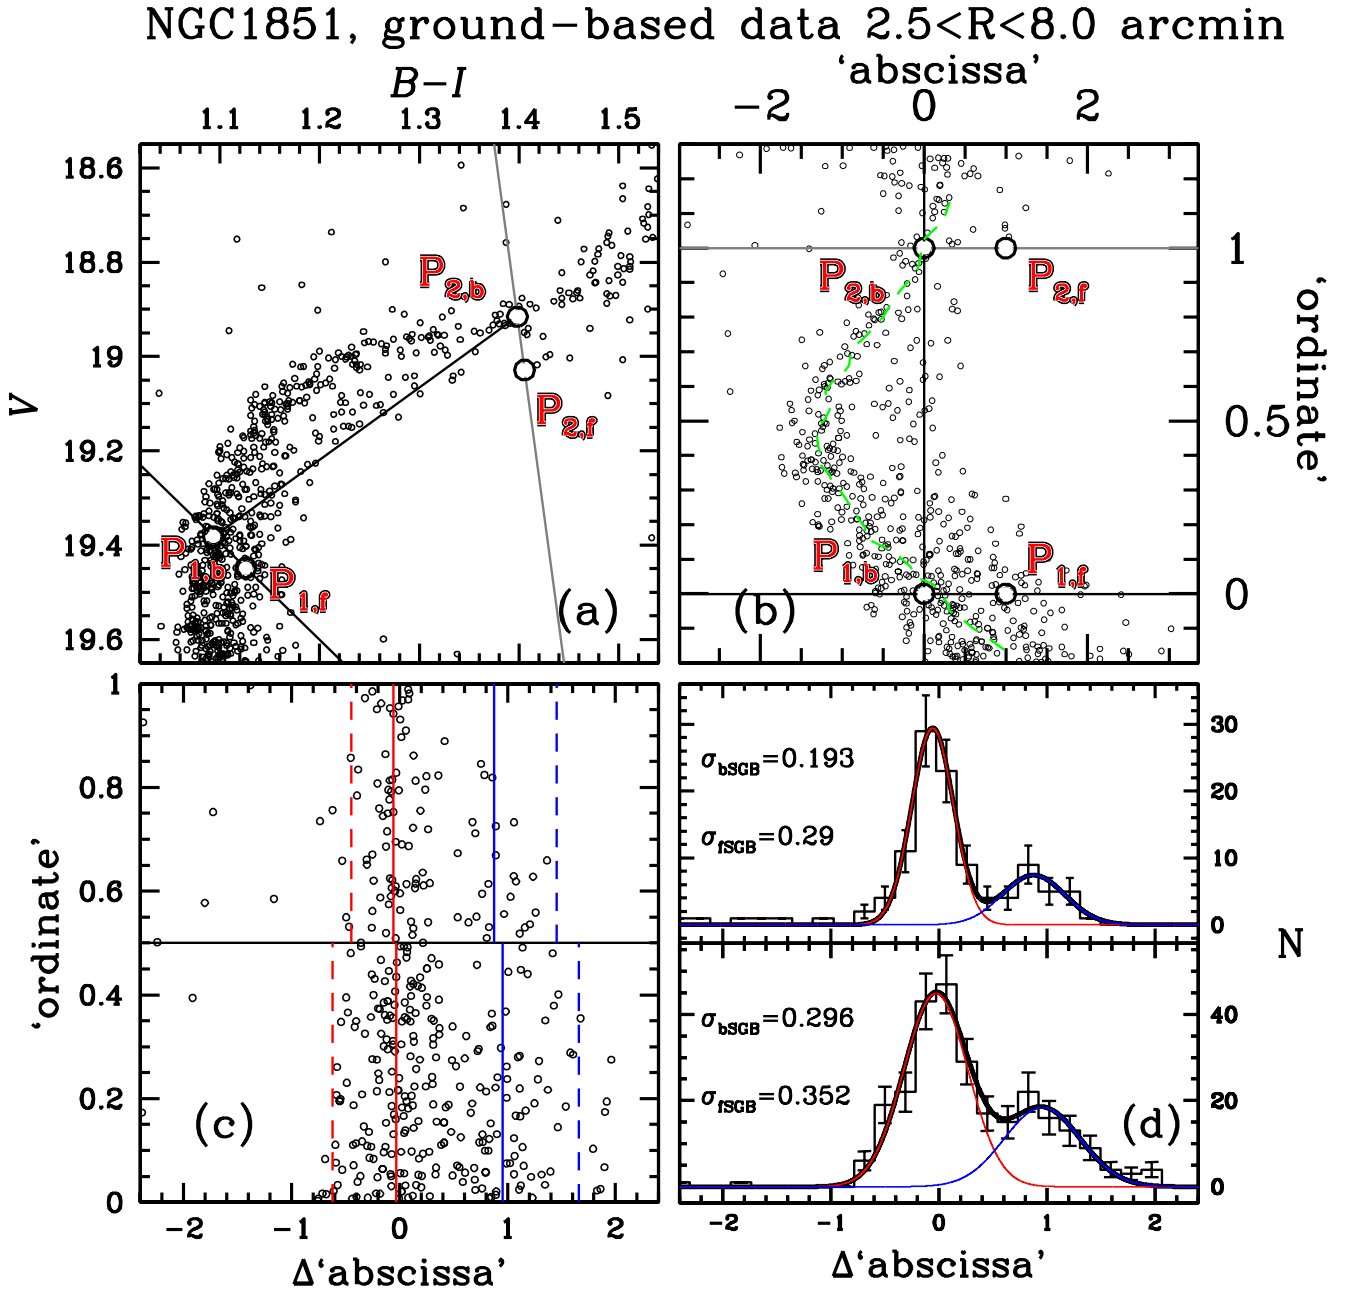 NGC1851, ground-based data 2.5<R<8.0 arcmin
B-I
1.1 1.2 1.3 1.4 1.5
'abscissa'
-2 0 2
V
18.6
18.8
19
19.2
19.4
19.6
P2,b
P2,f
P1,b
P1,f
(a)
P2,b
P2,f
P1,b
P1,f
(b)
1
0.5
0
'ordinate'
'ordinate'
1
0.8
0.6
0.4
0.2
0
(c)
-2 -1 0 1 2
Δ'abscissa'
σbSGB=0.193
σfSGB=0.29
30
20
10
0
N
σbSGB=0.296
σfSGB=0.352
(d)
40
20
0
-2 -1 0 1 2
Δ'abscissa'